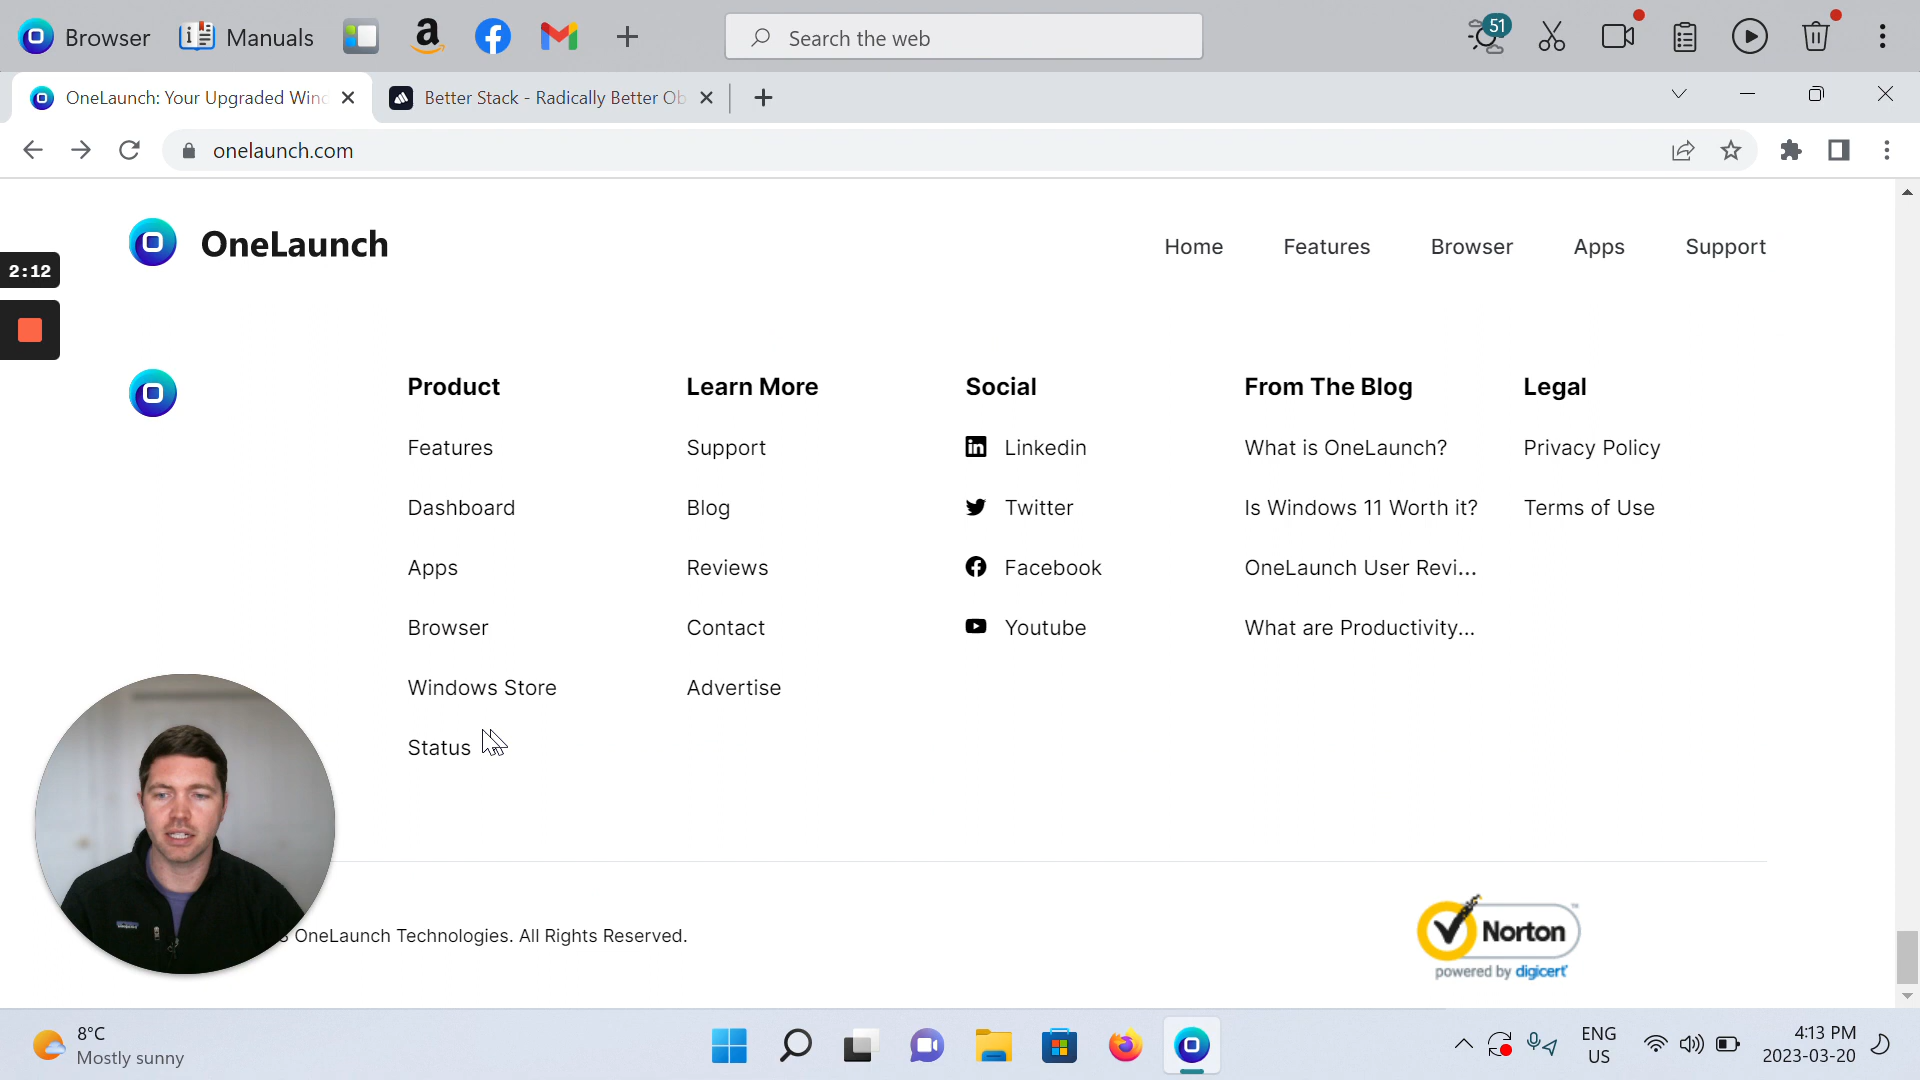 Browser Manuals Search the web 51
OneLaunch: Your Upgraded Wind Better Stack - Radically Better Ob
onelaunch.com
OneLaunch Home Features Browser Apps Support
2:12
Product Learn More Social From The Blog Legal
Features Support Linkedin What is OneLaunch? Privacy Policy
Dashboard Blog Twitter Is Windows 11 Worth it? Terms of Use
Apps Reviews Facebook OneLaunch User Revi...
Browser Contact Youtube What are Productivity...
Windows Store Advertise
Status
OneLaunch Technologies. All Rights Reserved.
Norton
powered by digicert
8°C
Mostly sunny
ENG
US
4:13 PM
2023-03-20